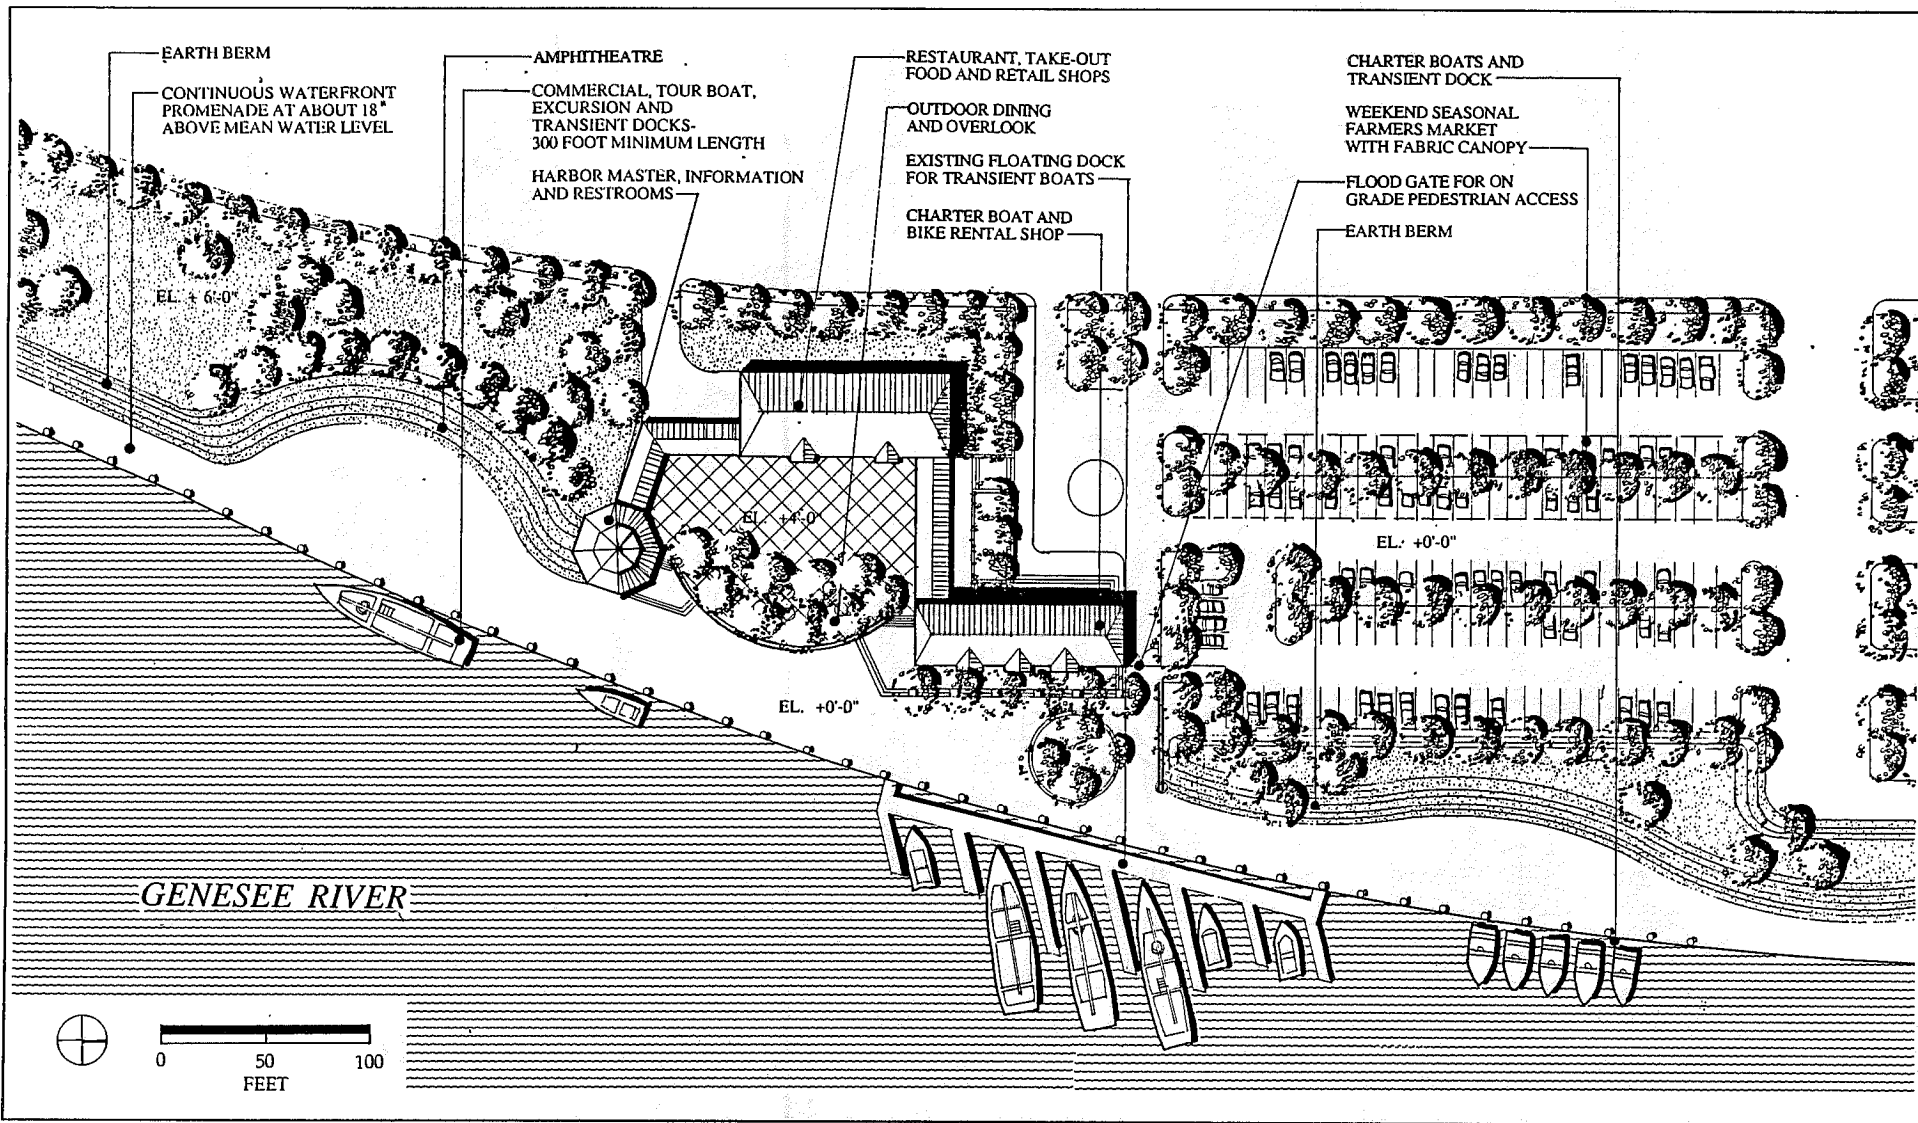 EARTH BERM
CONTINUOUS WATERFRONT
PROMENADE AT ABOUT 18"
ABOVE MEAN WATER LEVEL
AMPHITHEATRE
COMMERCIAL, TOUR BOAT,
EXCURSION AND
TRANSIENT DOCKS-
300 FOOT MINIMUM LENGTH
HARBOR MASTER, INFORMATION
AND RESTROOMS
RESTAURANT, TAKE-OUT
FOOD AND RETAIL SHOPS
OUTDOOR DINING
AND OVERLOOK
EXISTING FLOATING DOCK
FOR TRANSIENT BOATS
CHARTER BOAT AND
BIKE RENTAL SHOP
CHARTER BOATS AND
TRANSIENT DOCK
WEEKEND SEASONAL
FARMERS MARKET
WITH FABRIC CANOPY
FLOOD GATE FOR ON
GRADE PEDESTRIAN ACCESS
EARTH BERM
EL. + 6'-0"
EL. +4'-0"
EL. +0'-0"
EL. +0'-0"
GENESEE RIVER
0 50 100
FEET